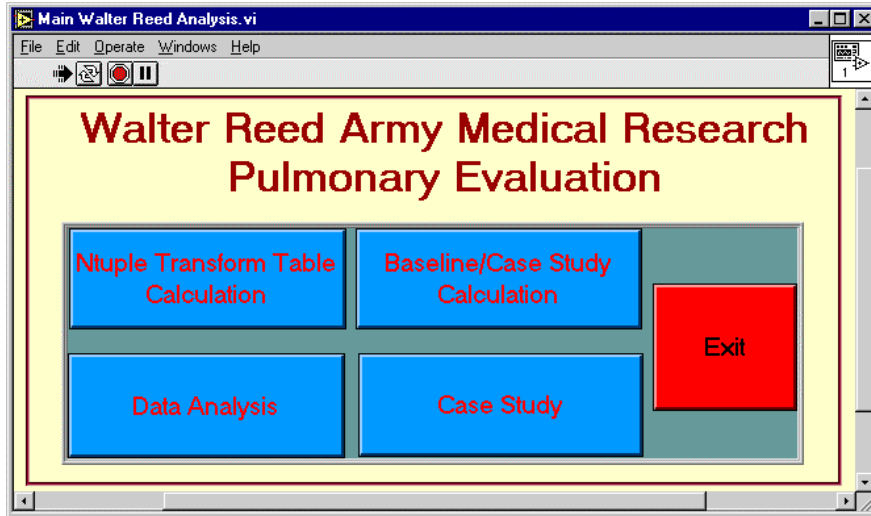 Main Walter Reed Analysis.vi
File Edit Operate Windows Help
1
Walter Reed Army Medical Research
Pulmonary Evaluation
Ntuple Transform Table
Calculation
Baseline/Case Study
Calculation
Exit
Data Analysis
Case Study